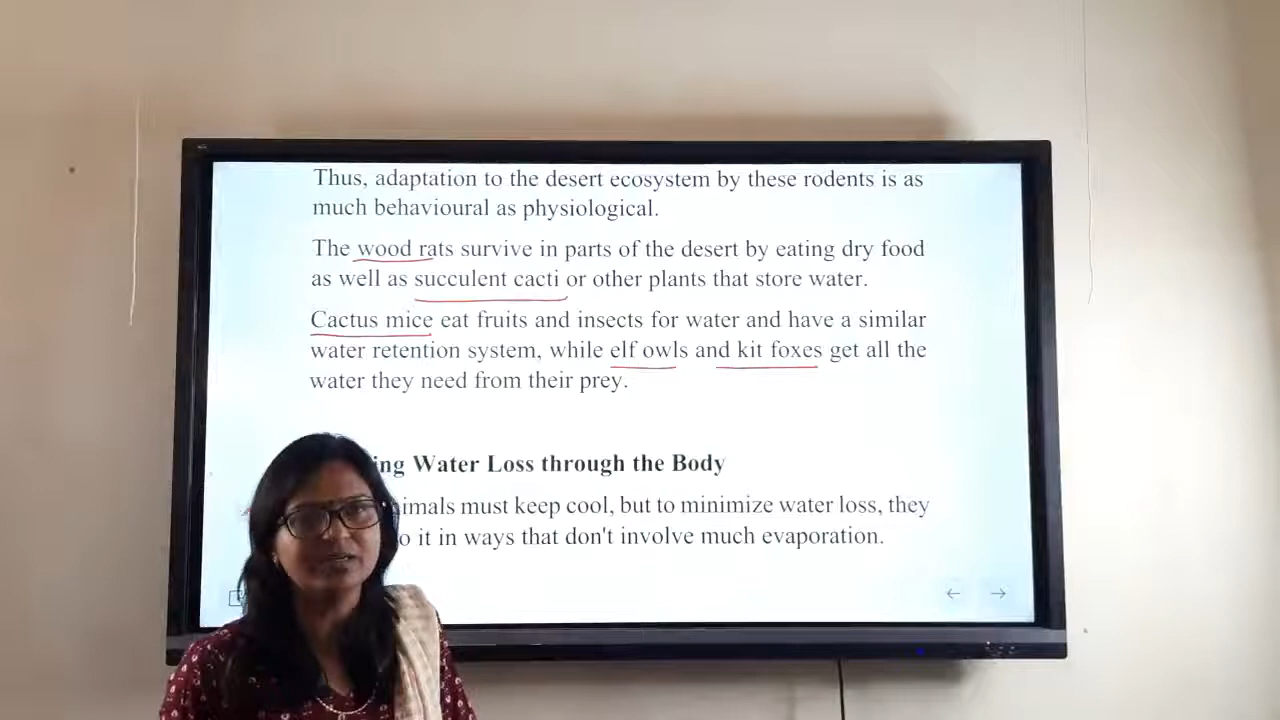 Thus, adaptation to the desert ecosystem by these rodents is as
much behavioural as physiological.
The wood rats survive in parts of the desert by eating dry food
as well as succulent cacti or other plants that store water.
Cactus mice eat fruits and insects for water and have a similar
water retention system, while elf owls and kit foxes get all the
water they need from their prey.
Water Loss through the Body
must keep cool, but to minimize water loss, they
it in ways that don't involve much evaporation.